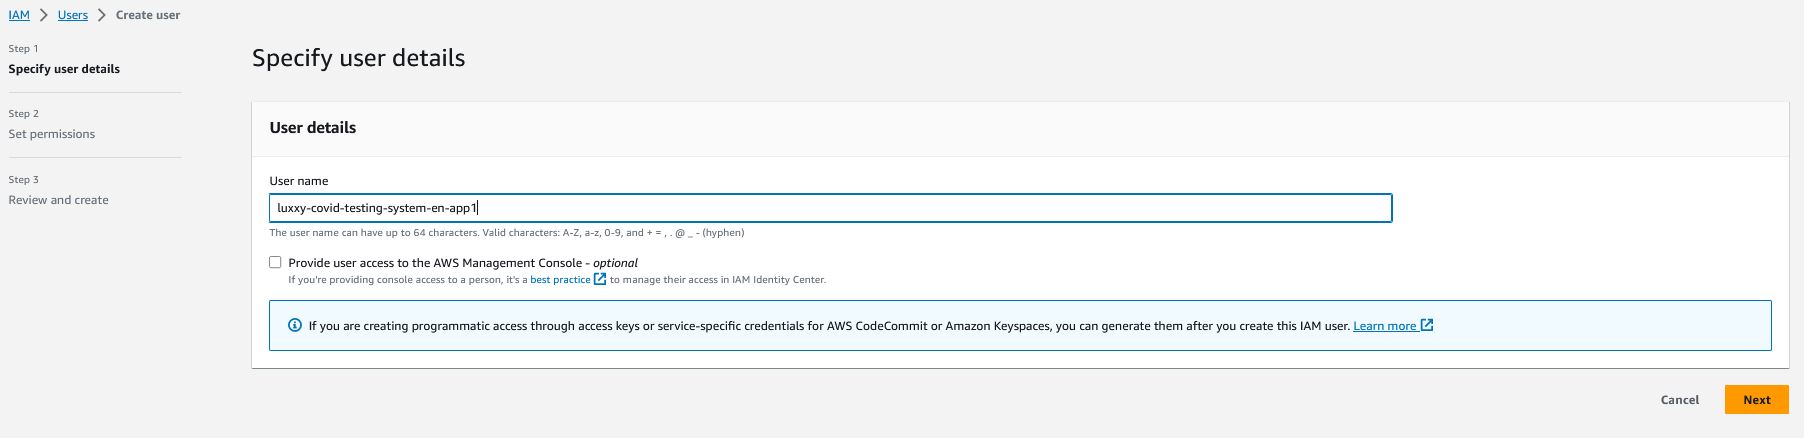 IAM > Users > Create user
Step 1
Specify user details
Step 2
Set permissions
Step 3
Review and create
Specify user details
User details
User name
luxxy-covid-testing-system-en-app1
The user name can have up to 64 characters. Valid characters: A-Z, a-z, 0-9, and + = , . @ _ - (hyphen)
Provide user access to the AWS Management Console - optional
If you're providing console access to a person, it's a best practice to manage their access in IAM Identity Center.
If you are creating programmatic access through access keys or service-specific credentials for AWS CodeCommit or Amazon Keyspaces, you can generate them after you create this IAM user. Learn more
Cancel
Next